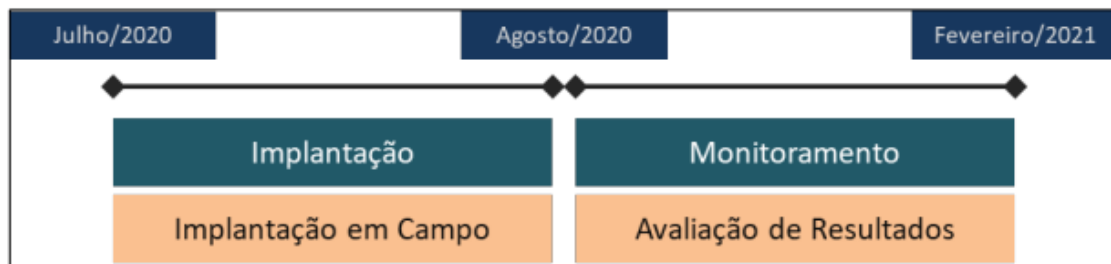 Julho/2020 Agosto/2020 Fevereiro/2021
Implantação Monitoramento
Implantação em Campo Avaliação de Resultados